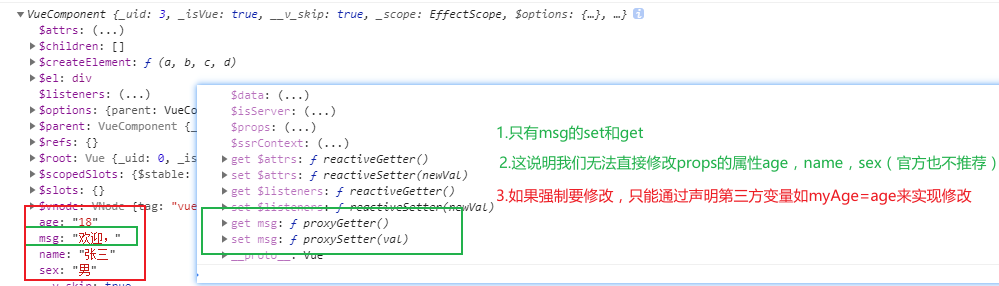 VueComponent {_uid: 3, _isVue: true, __v_skip: true, _scope: EffectScope, $options: {…}, …}
$attrs: (...)
$children: []
$createElement: ƒ (a, b, c, d)
$el: div
$listeners: (...)
$options: {parent: VueCo
$parent: VueComponent {_
$refs: {}
$root: Vue {_uid: 0, _is
$scopedSlots: {$stable:
$slots: {}
$vnode: VNode {tag: "vue
age: "18"
msg: "欢迎，"
name: "张三"
sex: "男"
__v_skip: true
$data: (...)
$isServer: (...)
$props: (...)
$ssrContext: (...)
get $attrs: ƒ reactiveGetter()
set $attrs: ƒ reactiveSetter(newVal)
get $listeners: ƒ reactiveGetter()
set $listeners: ƒ reactiveSetter(newVal)
get msg: ƒ proxyGetter()
set msg: ƒ proxySetter(val)
__proto__: Vue
1.只有msg的set和get
2.这说明我们无法直接修改props的属性age，name，sex（官方也不推荐）
3.如果强制要修改，只能通过声明第三方变量如myAge=age来实现修改